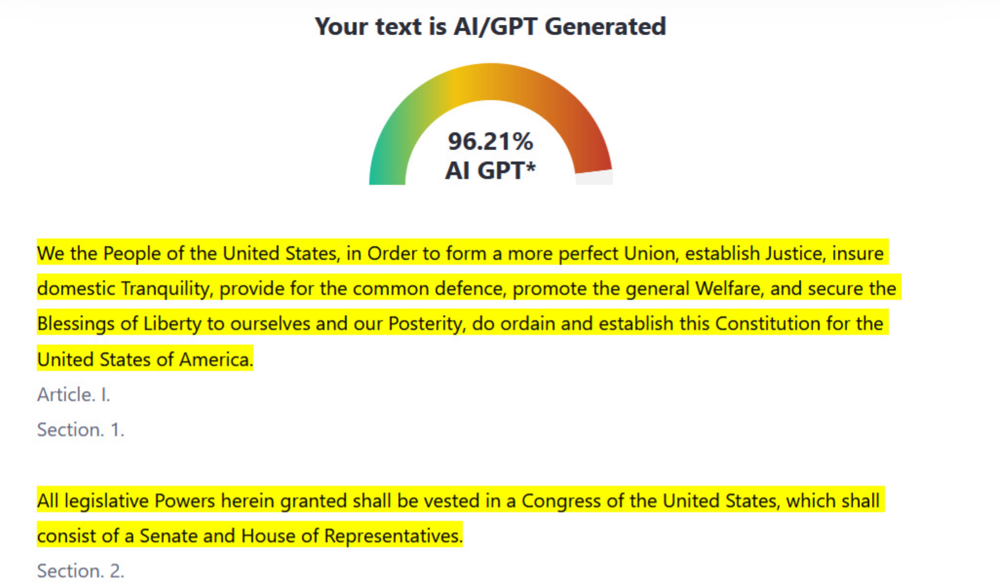 Your text is AI/GPT Generated
96.21%
AI GPT*
We the People of the United States, in Order to form a more perfect Union, establish Justice, insure
domestic Tranquility, provide for the common defence, promote the general Welfare, and secure the
Blessings of Liberty to ourselves and our Posterity, do ordain and establish this Constitution for the
United States of America.
Article. I.
Section. 1.
All legislative Powers herein granted shall be vested in a Congress of the United States, which shall
consist of a Senate and House of Representatives.
Section. 2.